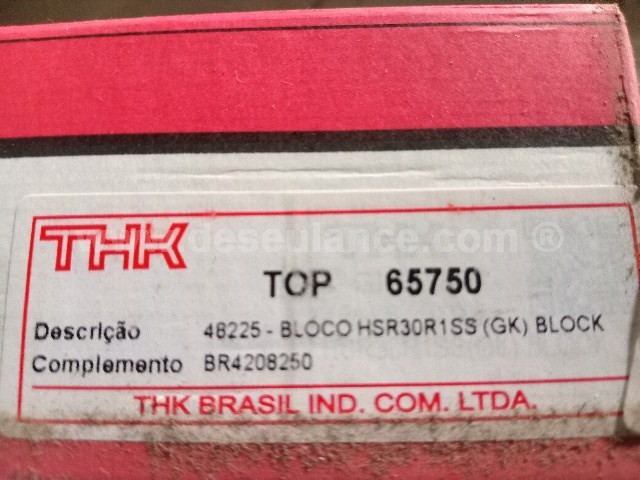 deseulance.com ®
THK
TOP 65750
Descrição 48225 - BLOCO HSR30R1SS (GK) BLOCK
Complemento BR4208250
THK BRASIL IND. COM. LTDA.